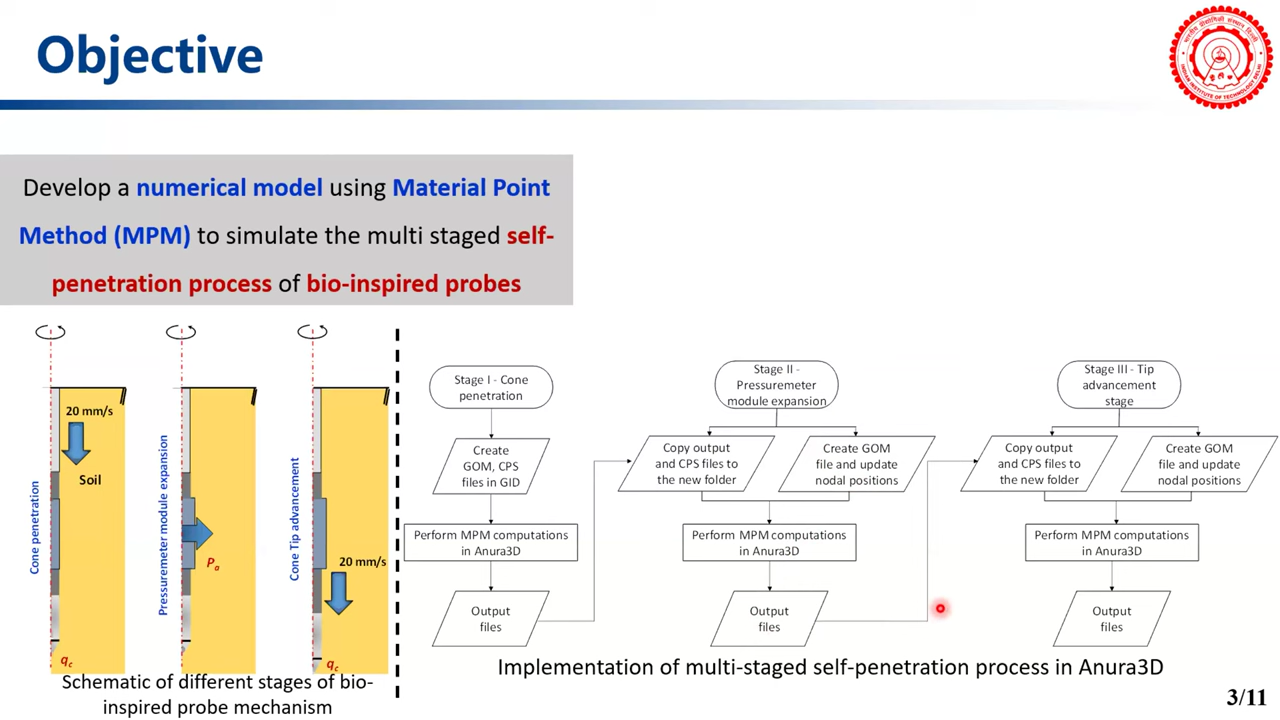 Objective
Develop a numerical model using Material Point
Method (MPM) to simulate the multi staged self-
penetration process of bio-inspired probes
20 mm/s
Soil
Cone penetration
qc
Pressuremeter module expansion
Pa
Cone Tip advancement
20 mm/s
qc
Schematic of different stages of bio-
inspired probe mechanism
Stage I - Cone
penetration
Create
GOM, CPS
files in GID
Perform MPM computations
in Anura3D
Output
files
Stage II -
Pressuremeter
module expansion
Copy output
and CPS files to
the new folder
Create GOM
file and update
nodal positions
Perform MPM computations
in Anura3D
Output
files
Stage III - Tip
advancement
stage
Copy output
and CPS files to
the new folder
Create GOM
file and update
nodal positions
Perform MPM computations
in Anura3D
Output
files
Implementation of multi-staged self-penetration process in Anura3D
3/11